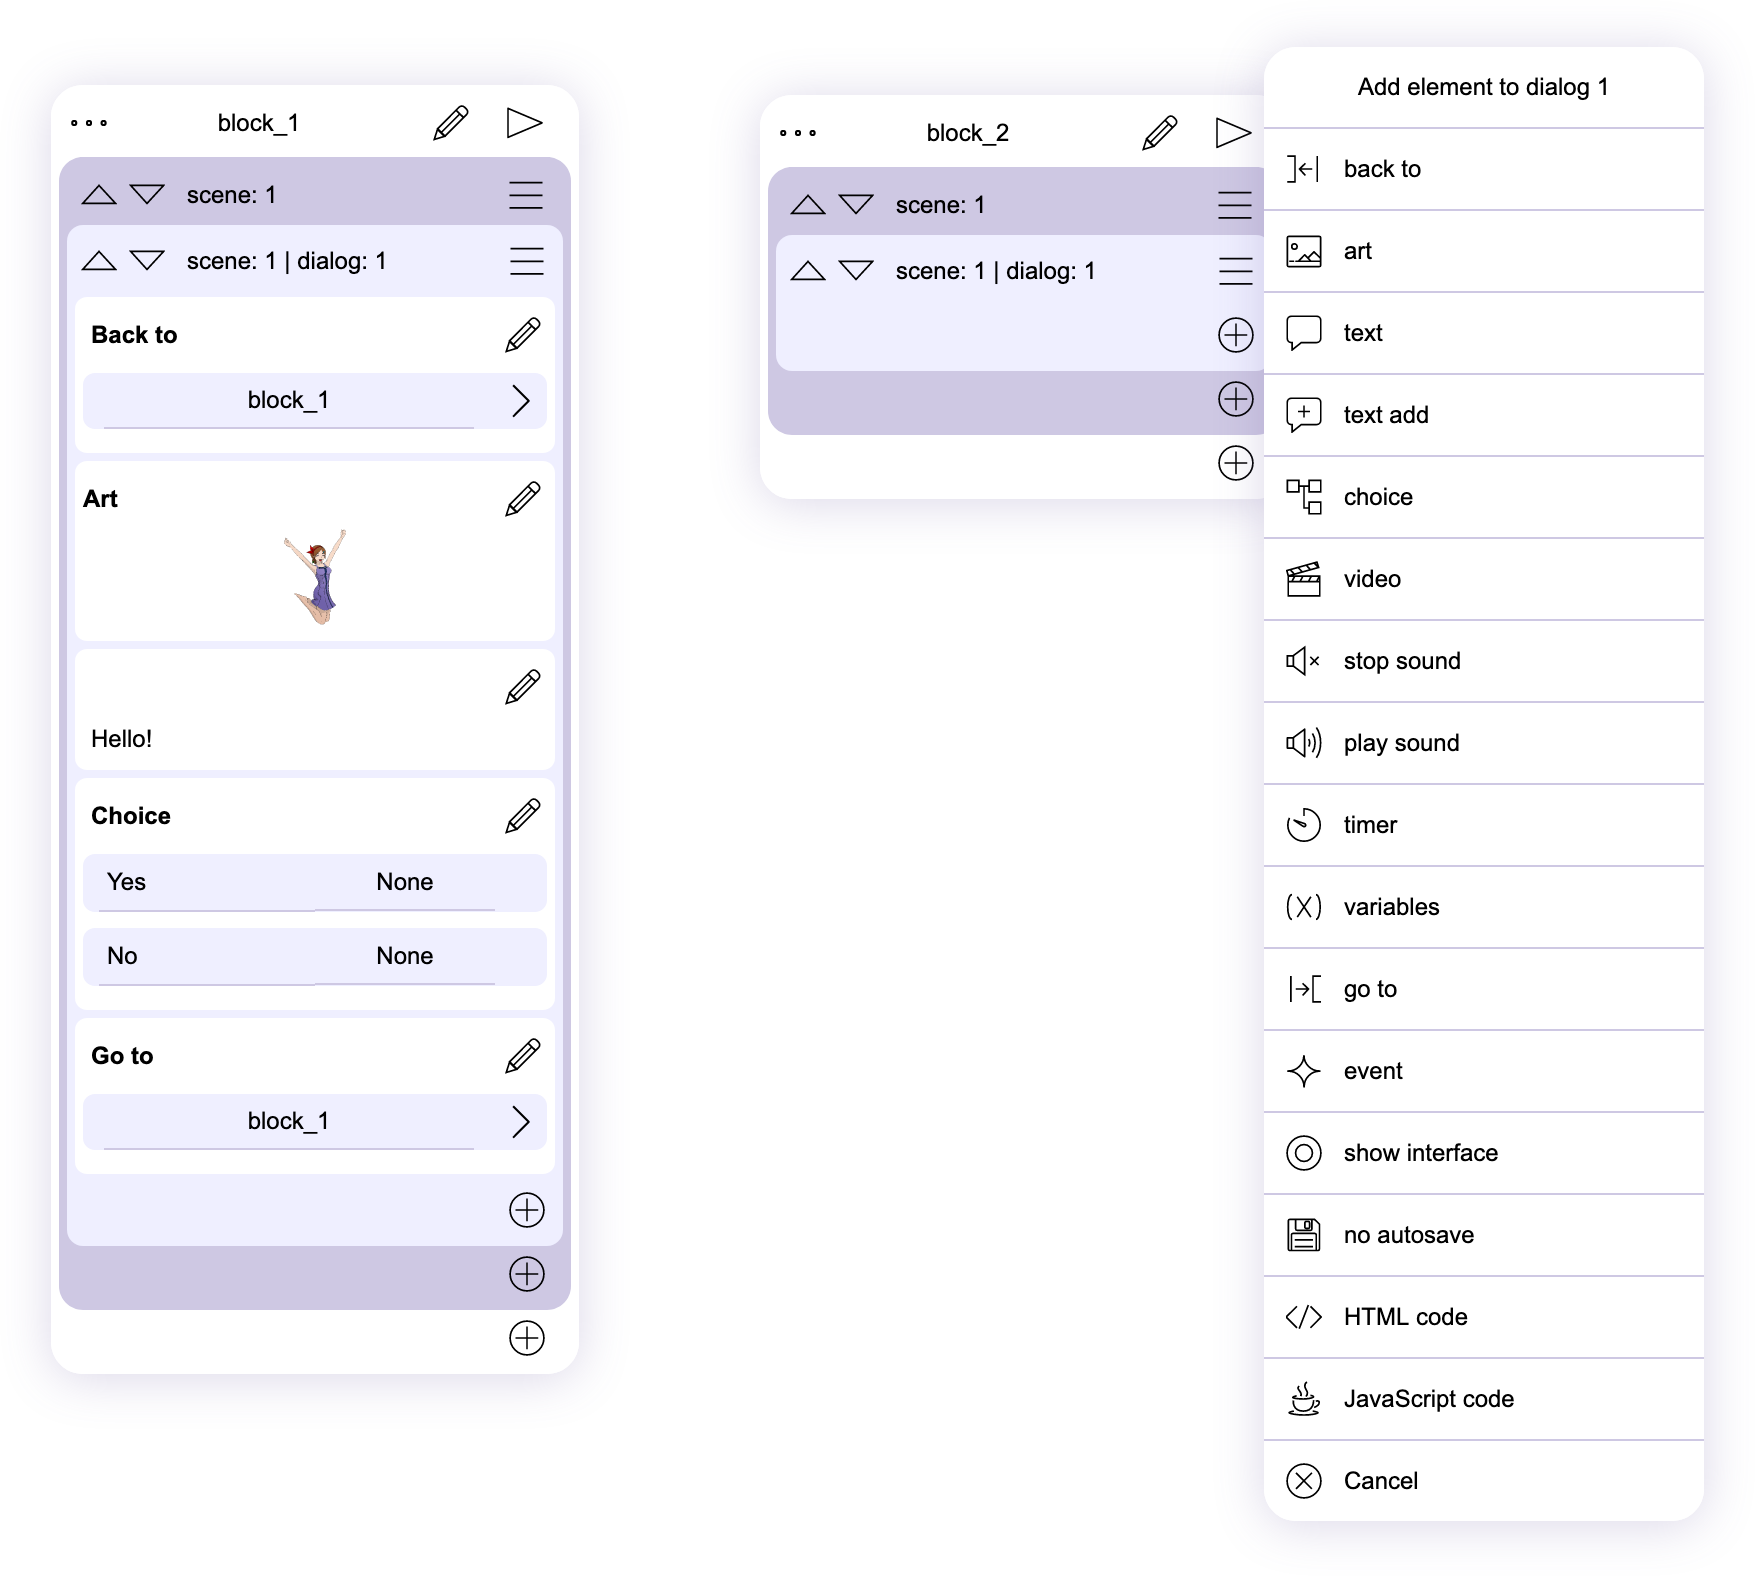 block_1
scene: 1
scene: 1 | dialog: 1
Back to
block_1
Art
Hello!
Choice
Yes None
No None
Go to
block_1
block_2
scene: 1
scene: 1 | dialog: 1
Add element to dialog 1
back to
art
text
text add
choice
video
stop sound
play sound
timer
variables
go to
event
show interface
no autosave
HTML code
JavaScript code
Cancel